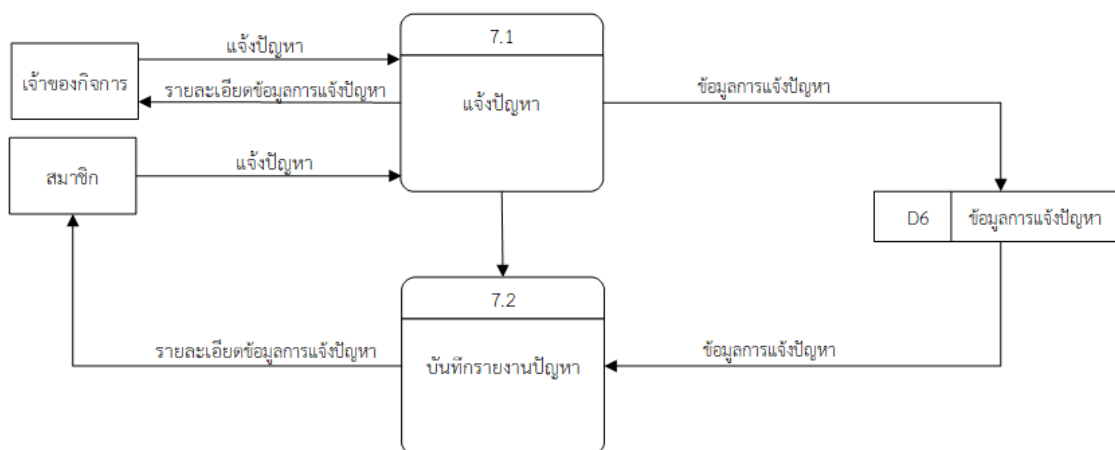 7.1
แจ้งปัญหา
เจ้าของกิจการ
รายละเอียดข้อมูลการแจ้งปัญหา
แจ้งปัญหา
ข้อมูลการแจ้งปัญหา
แจ้งปัญหา
สมาชิก
D6
ข้อมูลการแจ้งปัญหา
7.2
รายละเอียดข้อมูลการแจ้งปัญหา
บันทึกรายงานปัญหา
ข้อมูลการแจ้งปัญหา